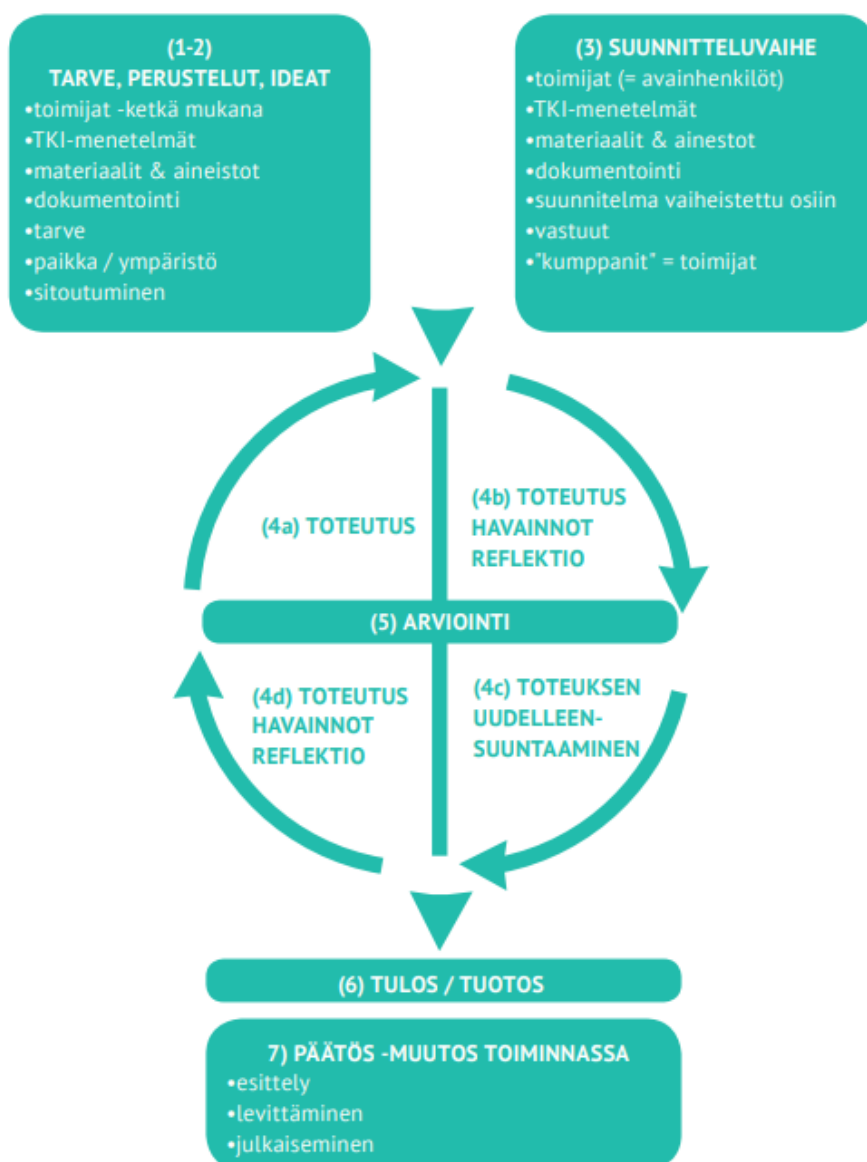 (1-2)
TARVE, PERUSTELUT, IDEAT
•toimijat -ketkä mukana
•TKI-menetelmät
•materiaalit & aineistot
•dokumentointi
•tarve
•paikka / ympäristö
•sitoutuminen
(3) SUUNNITTELUVAIHE
•toimijat (= avainhenkilöt)
•TKI-menetelmät
•materiaalit & ainestot
•dokumentointi
•suunnitelma vaiheistettu osiin
•vastuut
•"kumppanit" = toimijat
(4a) TOTEUTUS
(4b) TOTEUTUS
HAVAINNOT
REFLEKTIO
(5) ARVIOINTI
(4d) TOTEUTUS
HAVAINNOT
REFLEKTIO
(4c) TOTEUKSEN
UUDELLEEN-
SUUNTAAMINEN
(6) TULOS / TUOTOS
7) PÄÄTÖS -MUUTOS TOIMINNASSA
•esittely
•levittäminen
•julkaiseminen